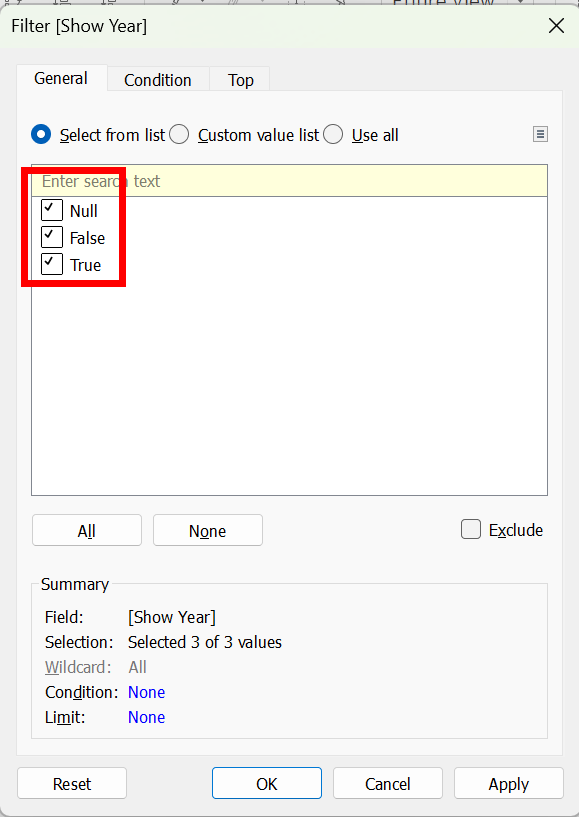 Filter [Show Year]
General Condition Top
Select from list Custom value list Use all
Enter search text
Null
False
True
All None Exclude
Summary
Field: [Show Year]
Selection: Selected 3 of 3 values
Wildcard: All
Condition: None
Limit: None
Reset OK Cancel Apply